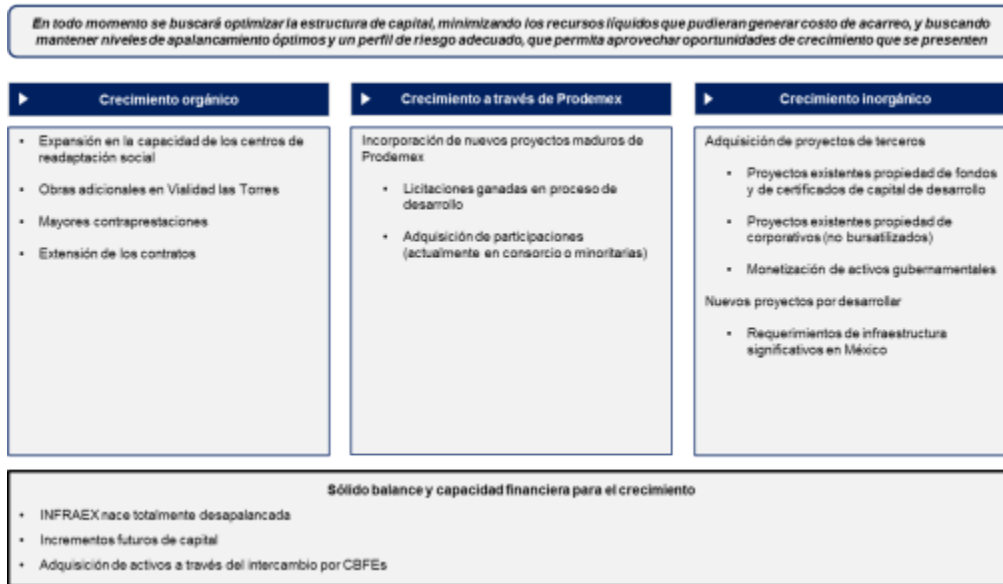 En todo momento se buscará optimizar la estructura de capital, minimizando los recursos líquidos que pudieran generar costo de acarreo, y buscando
mantener niveles de apalancamiento óptimos y un perfil de riesgo adecuado, que permita aprovechar oportunidades de crecimiento que se presenten
Crecimiento orgánico
• Expansión en la capacidad de los centros de
readaptación social
• Obras adicionales en Vialidad las Torres
• Mayores contraprestaciones
• Extensión de los contratos
Crecimiento a través de Prodemex
Incorporación de nuevos proyectos maduros de
Prodemex
• Licitaciones ganadas en proceso de
desarrollo
• Adquisición de participaciones
(actualmente en consorcio o minoritarias)
Crecimiento inorgánico
Adquisición de proyectos de terceros
• Proyectos existentes propiedad de fondos
y de certificados de capital de desarrollo
• Proyectos existentes propiedad de
corporativos (no bursatilizados)
• Monetización de activos gubernamentales
Nuevos proyectos por desarrollar
• Requerimientos de infraestructura
significativos en México
Sólido balance y capacidad financiera para el crecimiento
• INFRAEX nace totalmente desapalancada
• Incrementos futuros de capital
• Adquisición de activos a través del intercambio por CBFEs